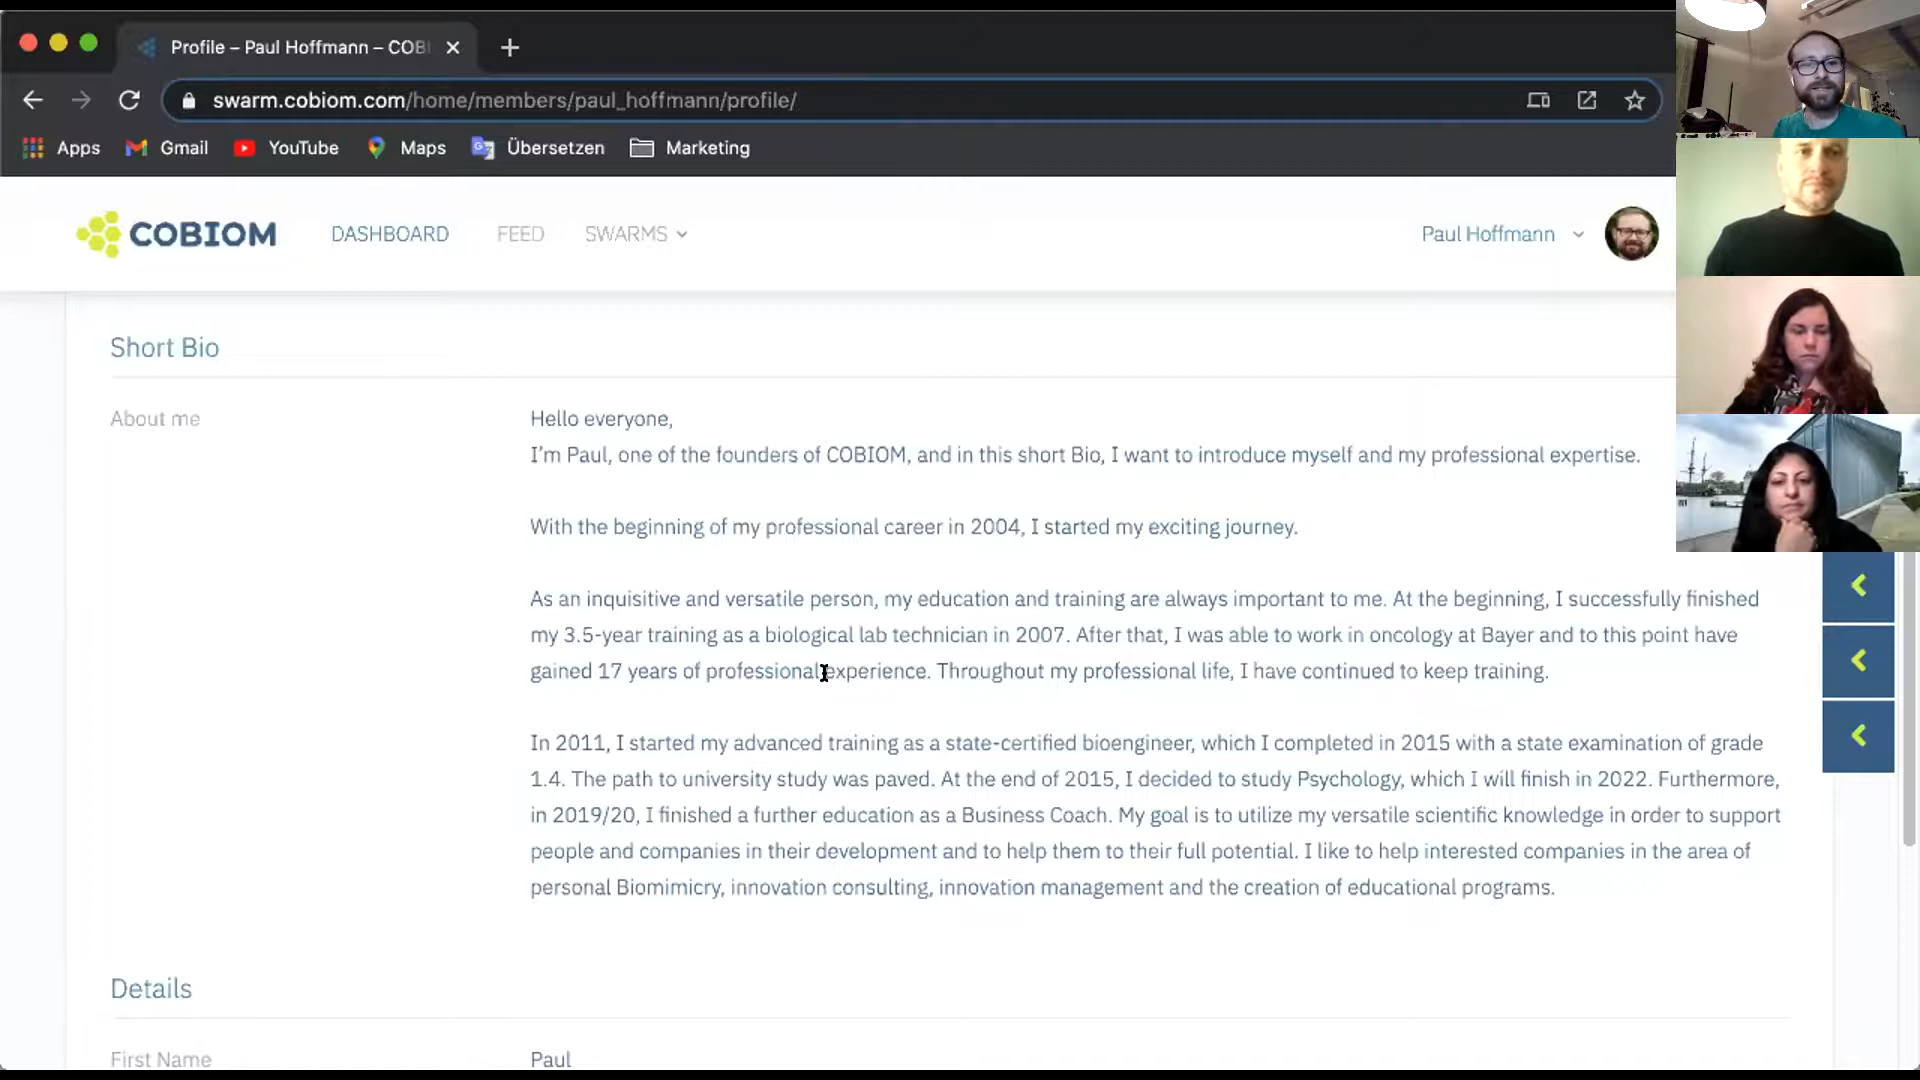 Profile – Paul Hoffmann – COB
swarm.cobiom.com/home/members/paul_hoffmann/profile/
Apps Gmail YouTube Maps Übersetzen Marketing
COBIOM DASHBOARD FEED SWARMS Paul Hoffmann
Short Bio
About me
Hello everyone,
I'm Paul, one of the founders of COBIOM, and in this short Bio, I want to introduce myself and my professional expertise.
With the beginning of my professional career in 2004, I started my exciting journey.
As an inquisitive and versatile person, my education and training are always important to me. At the beginning, I successfully finished
my 3.5-year training as a biological lab technician in 2007. After that, I was able to work in oncology at Bayer and to this point have
gained 17 years of professional experience. Throughout my professional life, I have continued to keep training.
In 2011, I started my advanced training as a state-certified bioengineer, which I completed in 2015 with a state examination of grade
1.4. The path to university study was paved. At the end of 2015, I decided to study Psychology, which I will finish in 2022. Furthermore,
in 2019/20, I finished a further education as a Business Coach. My goal is to utilize my versatile scientific knowledge in order to support
people and companies in their development and to help them to their full potential. I like to help interested companies in the area of
personal Biomimicry, innovation consulting, innovation management and the creation of educational programs.
Details
First Name Paul